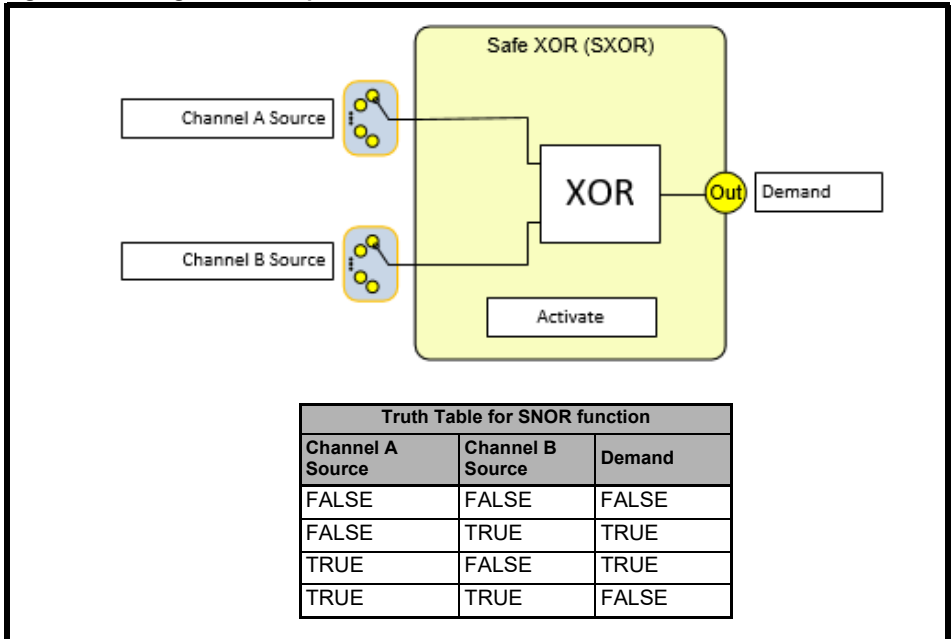 Safe XOR (SXOR)
Channel A Source
XOR
Out
Demand
Channel B Source
Activate
Truth Table for SNOR function
Channel A Source
Channel B Source
Demand
FALSE FALSE FALSE
FALSE TRUE TRUE
TRUE FALSE TRUE
TRUE TRUE FALSE